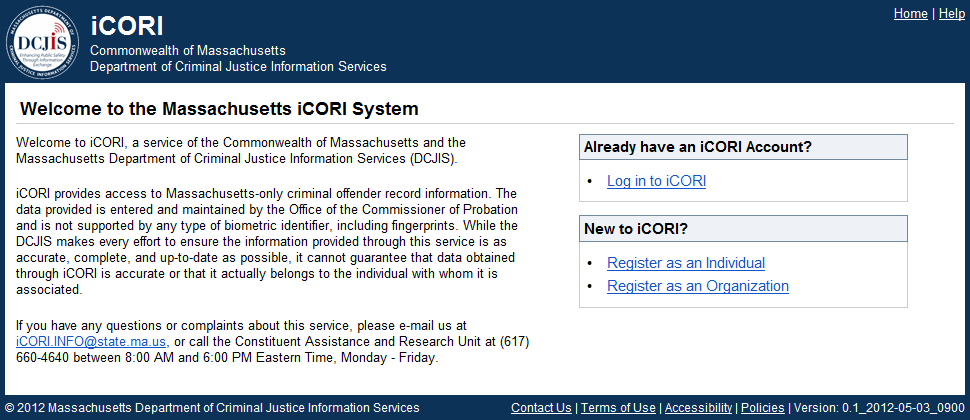 DCJIS
Enhancing Public Safety
Through Information
Exchange
iCORI
Commonwealth of Massachusetts
Department of Criminal Justice Information Services
Home | Help
Welcome to the Massachusetts iCORI System
Welcome to iCORI, a service of the Commonwealth of Massachusetts and the
Massachusetts Department of Criminal Justice Information Services (DCJIS).
iCORI provides access to Massachusetts-only criminal offender record information. The
data provided is entered and maintained by the Office of the Commissioner of Probation
and is not supported by any type of biometric identifier, including fingerprints. While the
DCJIS makes every effort to ensure the information provided through this service is as
accurate, complete, and up-to-date as possible, it cannot guarantee that data obtained
through iCORI is accurate or that it actually belongs to the individual with whom it is
associated.
If you have any questions or complaints about this service, please e-mail us at
iCORI.INFO@state.ma.us, or call the Constituent Assistance and Research Unit at (617)
660-4640 between 8:00 AM and 6:00 PM Eastern Time, Monday - Friday.
Already have an iCORI Account?
• Log in to iCORI
New to iCORI?
• Register as an Individual
• Register as an Organization
© 2012 Massachusetts Department of Criminal Justice Information Services
Contact Us | Terms of Use | Accessibility | Policies | Version: 0.1_2012-05-03_0900